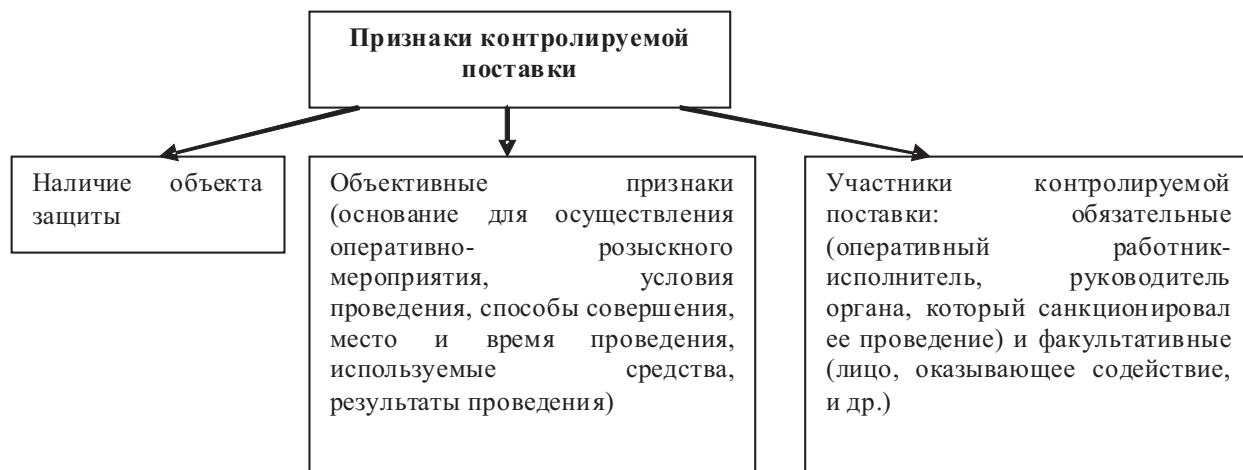 Признаки контролируемой
поставки
Наличие объекта
защиты
Объективные признаки
(основание для осуществления
оперативно- розыскного
мероприятия, условия
проведения, способы совершения,
место и время проведения,
используемые средства,
результаты проведения)
Участники контролируемой
поставки: обязательные
(оперативный работник-
исполнитель, руководитель
органа, который санкционировал
ее проведение) и факультативные
(лицо, оказывающее содействие,
и др.)